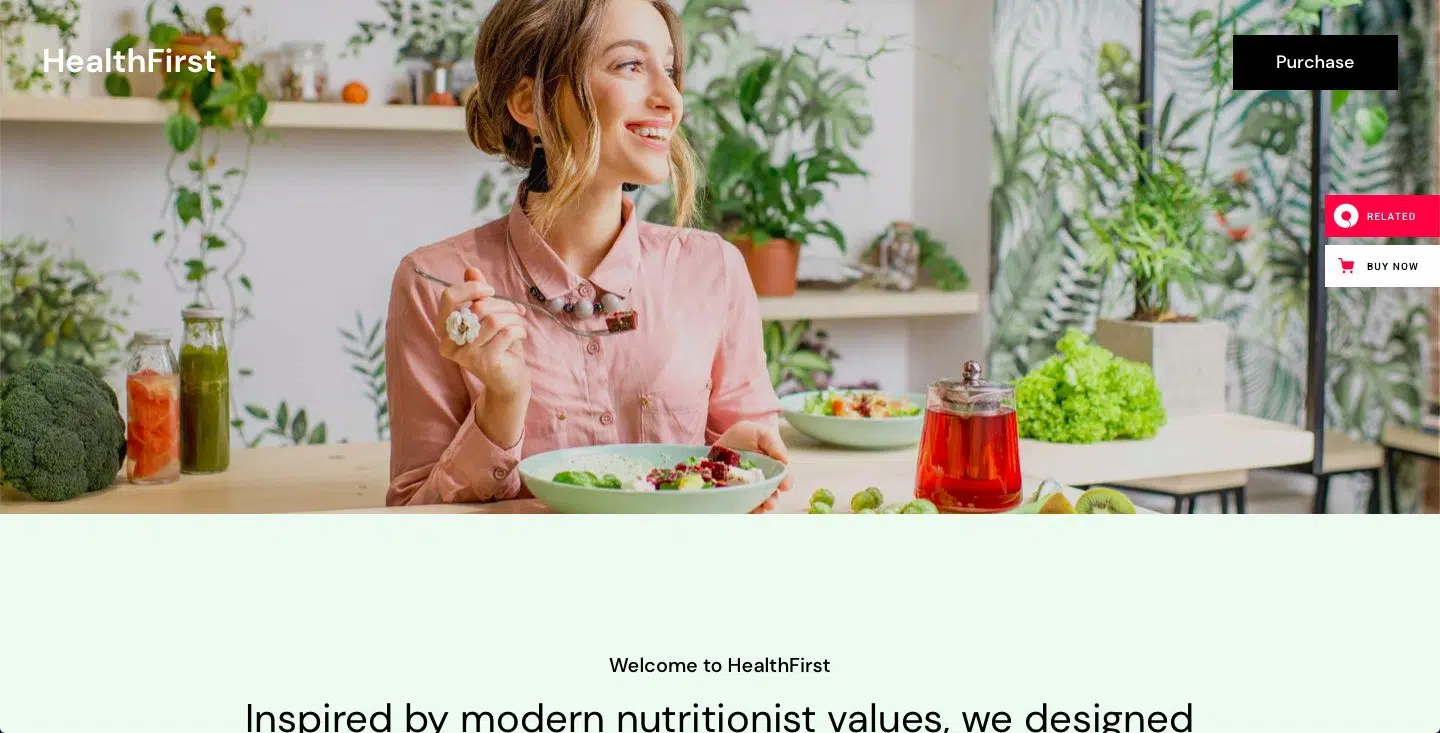 HealthFirst
Purchase
RELATED
BUY NOW
Welcome to HealthFirst
Inspired by modern nutritionist values, we designed